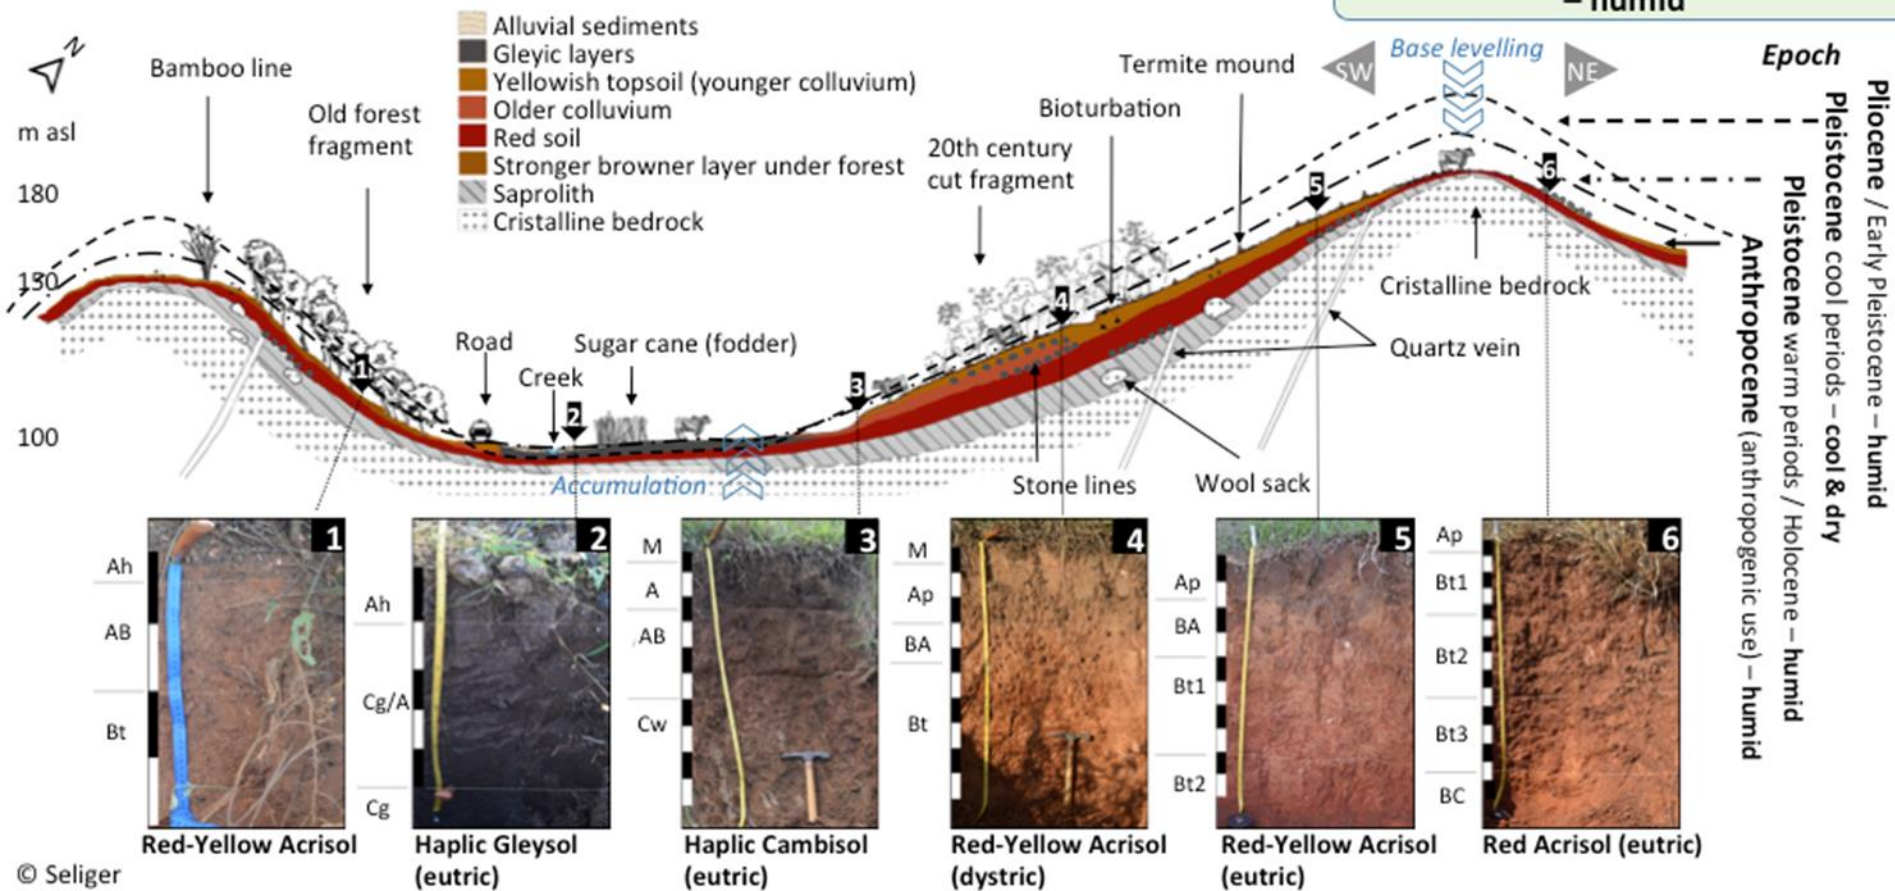 – humid
Alluvial sediments
Gleyic layers
Yellowish topsoil (younger colluvium)
Older colluvium
Red soil
Stronger browner layer under forest
Saprolith
Cristalline bedrock
N
m asl
180
130
100
Bamboo line
Old forest
fragment
Road
Creek
Sugar cane (fodder)
Accumulation
20th century
cut fragment
Bioturbation
Termite mound
SW
Base levelling
NE
Epoch
Pliocene / Early Pleistocene – humid
Pleistocene cool periods – cool & dry
Pleistocene warm periods / Holocene – humid
Anthropocene (anthropogenic use) – humid
Cristalline bedrock
Quartz vein
Stone lines
Wool sack
1
2
3
4
5
6
1
Ah
AB
Bt
Red-Yellow Acrisol
2
Ah
Cg/A
Cg
Haplic Gleysol
(eutric)
3
M
A
AB
Cw
Haplic Cambisol
(eutric)
4
M
Ap
BA
Bt
Red-Yellow Acrisol
(dystric)
5
Ap
BA
Bt1
Bt2
Red-Yellow Acrisol
(eutric)
6
Ap
Bt1
Bt2
Bt3
BC
Red Acrisol (eutric)
© Seliger